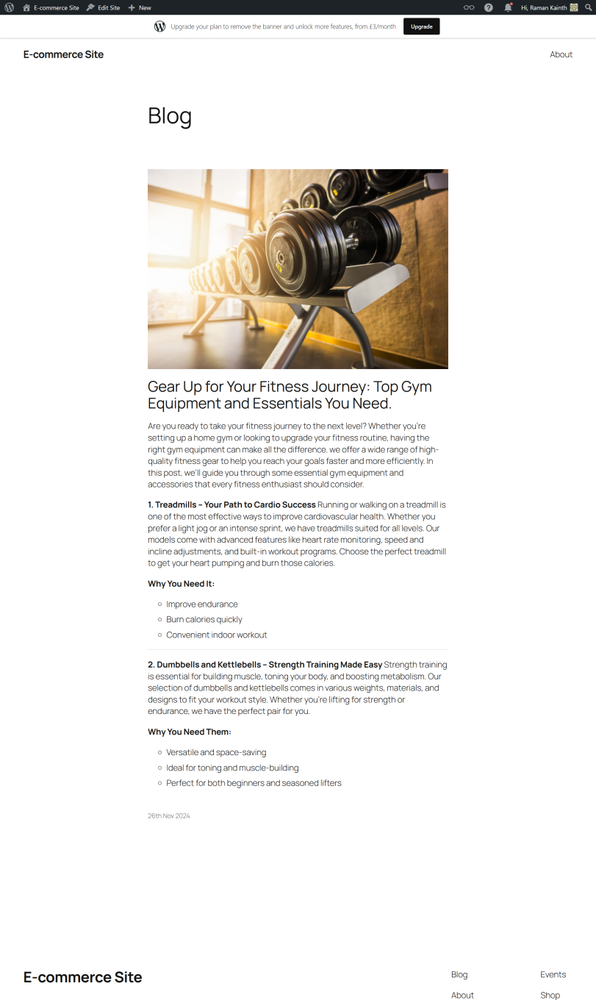 E-commerce Site Edit Site New Hi, Raman Kainth
Upgrade your plan to remove the banner and unlock more features, from £3/month Upgrade
E-commerce Site About
Blog
Gear Up for Your Fitness Journey: Top Gym
Equipment and Essentials You Need.
Are you ready to take your fitness journey to the next level? Whether you're
setting up a home gym or looking to upgrade your fitness routine, having the
right gym equipment can make all the difference. we offer a wide range of high-
quality fitness gear to help you reach your goals faster and more efficiently. In
this post, we'll guide you through some essential gym equipment and
accessories that every fitness enthusiast should consider.
1. Treadmills – Your Path to Cardio Success Running or walking on a treadmill is
one of the most effective ways to improve cardiovascular health. Whether you
prefer a light jog or an intense sprint, we have treadmills suited for all levels. Our
models come with advanced features like heart rate monitoring, speed and
incline adjustments, and built-in workout programs. Choose the perfect treadmill
to get your heart pumping and burn those calories.
Why You Need It:
Improve endurance
Burn calories quickly
Convenient indoor workout
2. Dumbbells and Kettlebells – Strength Training Made Easy Strength training
is essential for building muscle, toning your body, and boosting metabolism. Our
selection of dumbbells and kettlebells comes in various weights, materials, and
designs to fit your workout style. Whether you're lifting for strength or
endurance, we have the perfect pair for you.
Why You Need Them:
Versatile and space-saving
Ideal for toning and muscle-building
Perfect for both beginners and seasoned lifters
26th Nov 2024
E-commerce Site Blog Events
About Shop